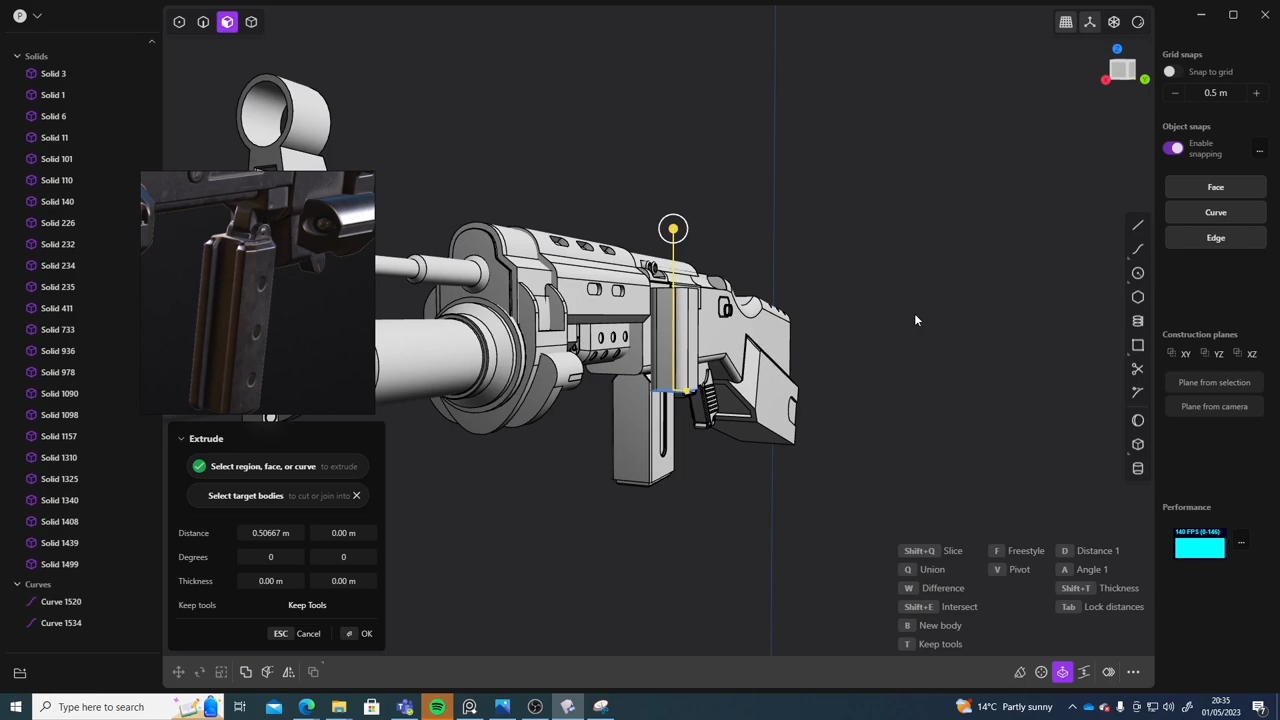 P
Solids
Solid 3
Solid 1
Solid 6
Solid 11
Solid 101
Solid 110
Solid 140
Solid 226
Solid 232
Solid 234
Solid 235
Solid 411
Solid 733
Solid 936
Solid 978
Solid 1090
Solid 1098
Solid 1157
Solid 1310
Solid 1325
Solid 1340
Solid 1408
Solid 1439
Solid 1499
Curves
Curve 1520
Curve 1534
Z
X
Y
Extrude
Select region, face, or curve to extrude
Select target bodies to cut or join into
Distance 0.50667 m 0.00 m
Degrees 0 0
Thickness 0.00 m 0.00 m
Keep tools Keep Tools
ESC Cancel OK
Shift+Q Slice F Freestyle D Distance 1
Q Union V Pivot A Angle 1
W Difference Shift+T Thickness
Shift+E Intersect Tab Lock distances
B New body
T Keep tools
Grid snaps
Snap to grid
0.5 m
Object snaps
Enable
snapping
...
Face
Curve
Edge
Construction planes
XY YZ XZ
Plane from selection
Plane from camera
Performance
140 FPS (0-146)
...
Type here to search
14°C Partly sunny
20:35
01/05/2023